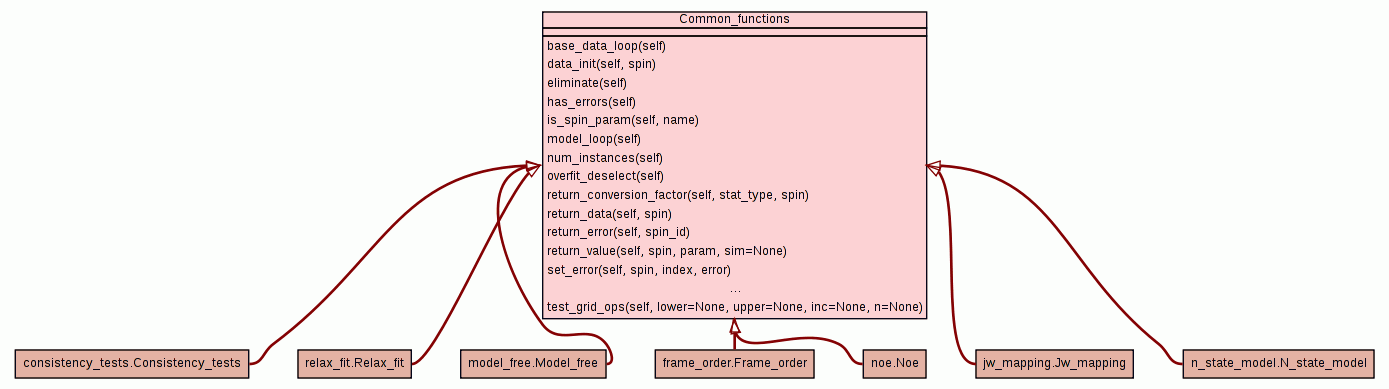 Common_functions
base_data_loop(self)
data_init(self, spin)
eliminate(self)
has_errors(self)
is_spin_param(self, name)
model_loop(self)
num_instances(self)
overfit_deselect(self)
return_conversion_factor(self, stat_type, spin)
return_data(self, spin)
return_error(self, spin_id)
return_value(self, spin, param, sim=None)
set_error(self, spin, index, error)
...
test_grid_ops(self, lower=None, upper=None, inc=None, n=None)
consistency_tests.Consistency_tests
relax_fit.Relax_fit
model_free.Model_free
frame_order.Frame_order
noe.Noe
jw_mapping.Jw_mapping
n_state_model.N_state_model